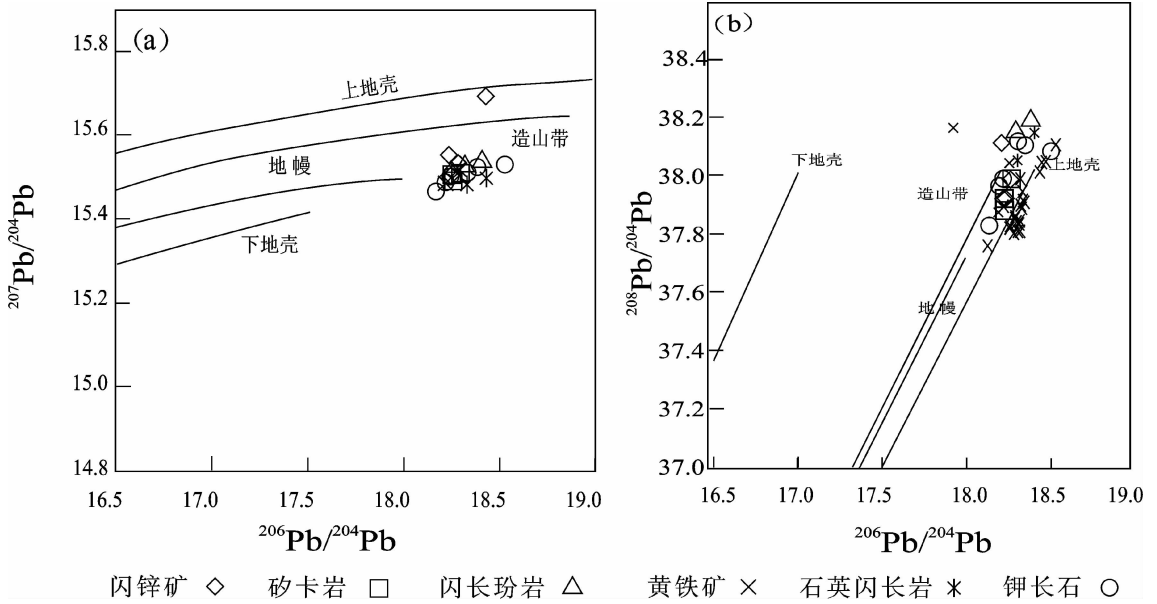 (a)
15.8
15.6
15.4
15.2
15.0
14.8
²⁰⁷Pb/²⁰⁴Pb
上地壳
造山带
地 幔
下地壳
16.5 17.0 17.5 18.0 18.5 19.0
²⁰⁶Pb/²⁰⁴Pb
(b)
38.4
38.2
38.0
37.8
37.6
37.4
37.2
37.0
²⁰⁸Pb/²⁰⁴Pb
下地壳
上地壳
造山带
地 幔
16.5 17.0 17.5 18.0 18.5 19.0
²⁰⁶Pb/²⁰⁴Pb
闪锌矿 矽卡岩 闪长玢岩 黄铁矿 石英闪长岩 钾长石